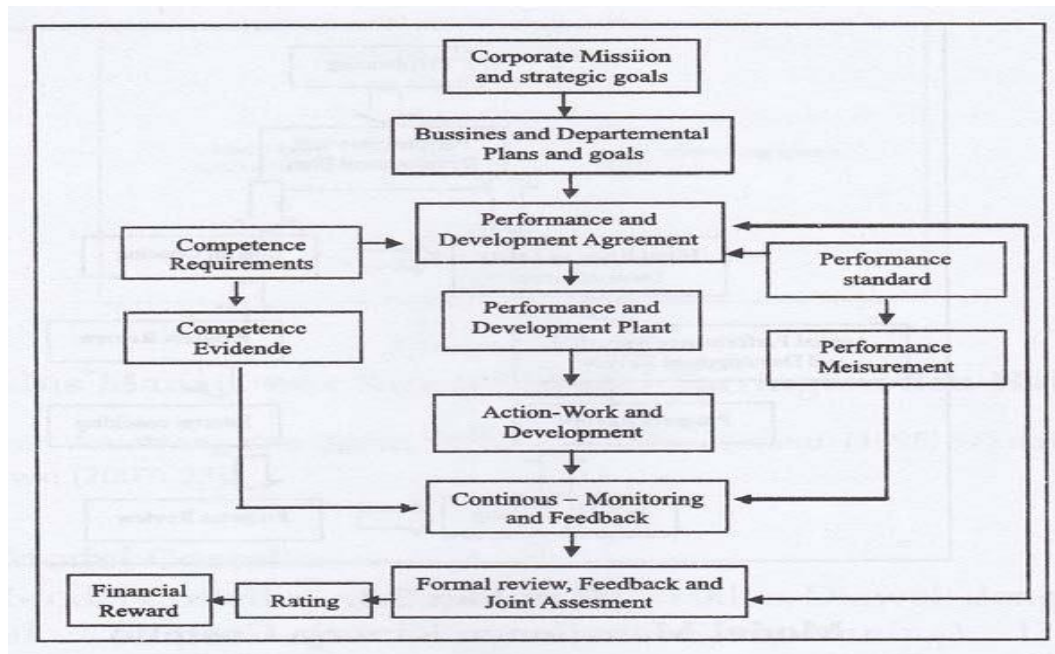 Corporate Missiion
and strategic goals
Bussines and Departemental
Plans and goals
Performance and
Development Agreement
Competence
Requirements
Performance
standard
Performance and
Development Plant
Competence
Evidende
Performance
Meisurement
Action-Work and
Development
Continous – Monitoring
and Feedback
Formal review, Feedback and
Joint Assesment
Rating
Financial
Reward